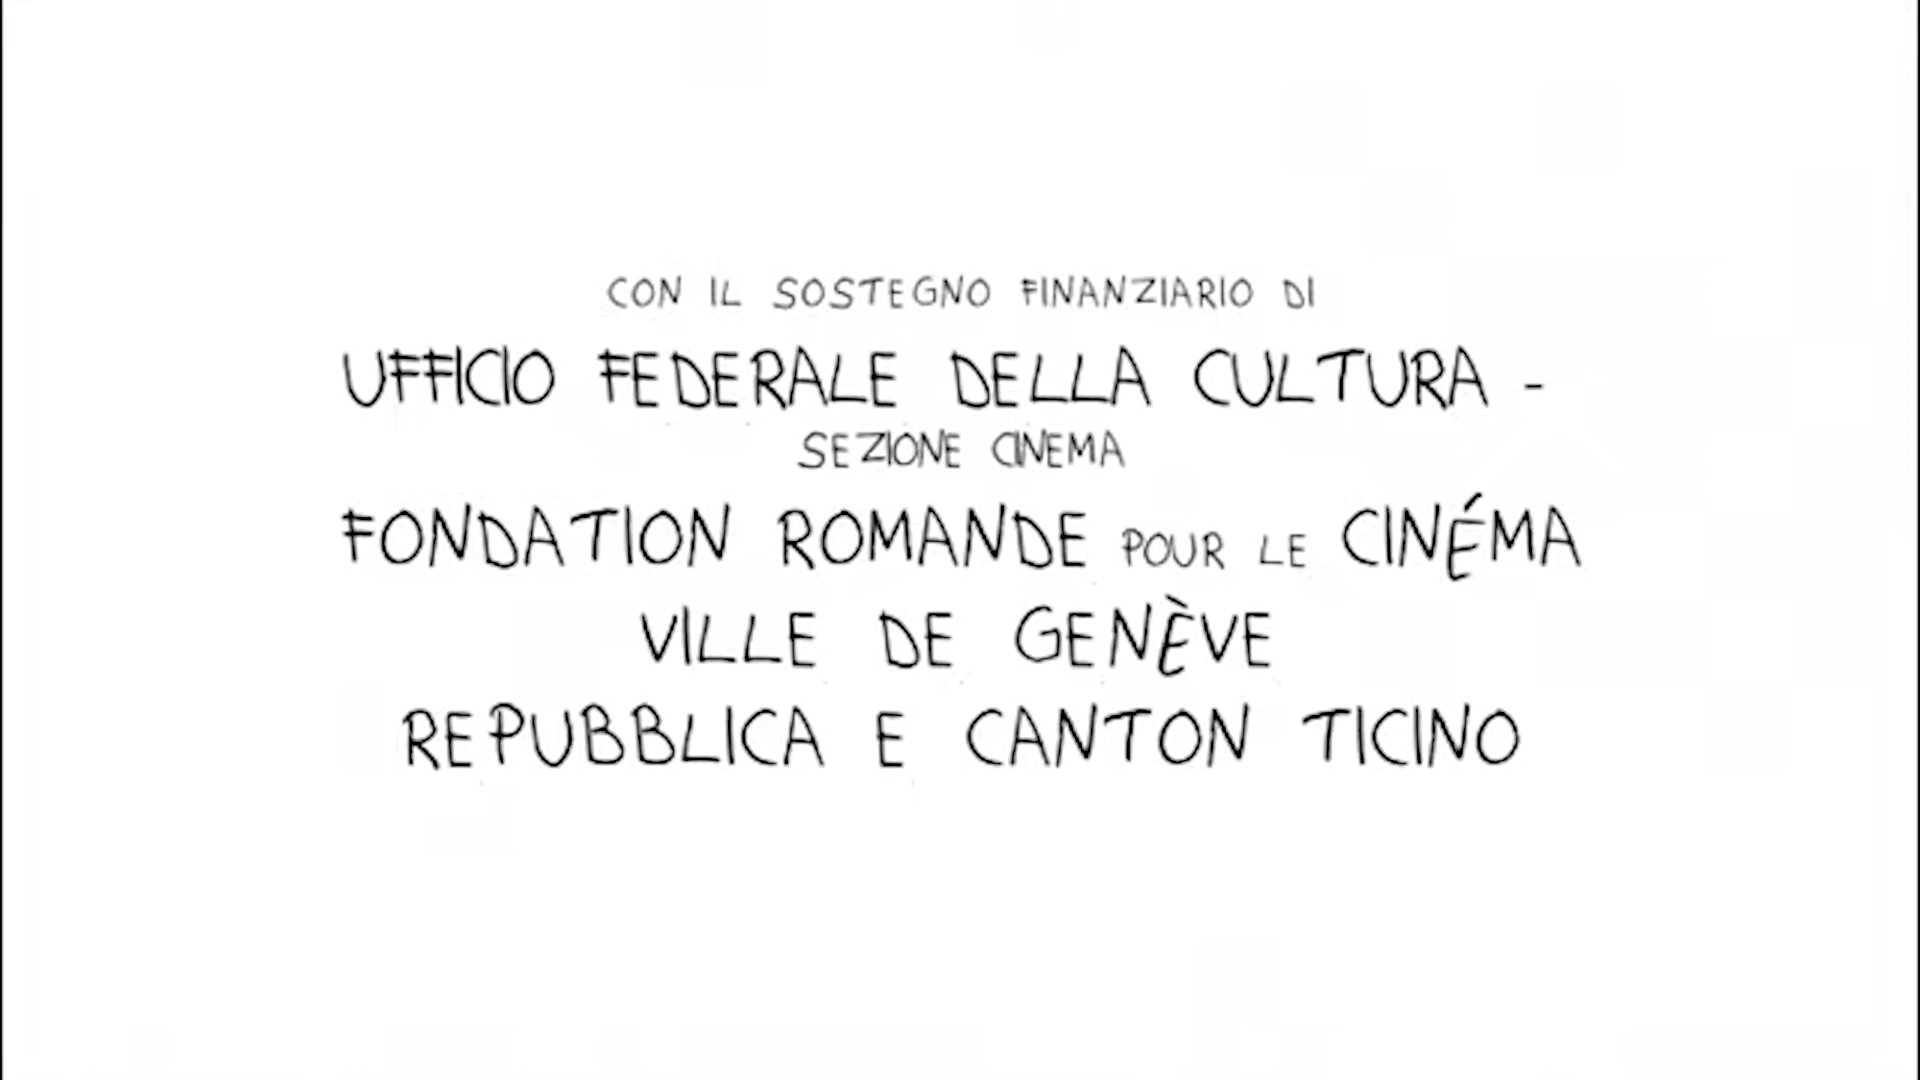 CON IL SOSTEGNO FINANZIARIO DI
UFFICIO FEDERALE DELLA CULTURA -
SEZIONE CINEMA
FONDATION ROMANDE POUR LE CINÉMA
VILLE DE GENÈVE
REPUBBLICA E CANTON TICINO